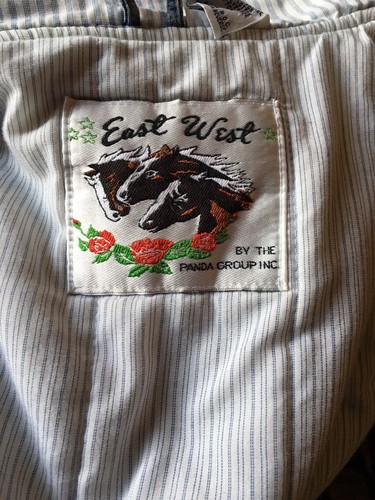 East West
BY THE
PANDA GROUP INC.